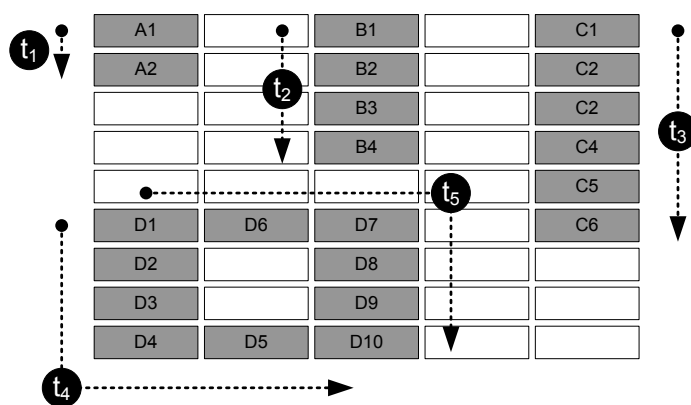 A1 B1 C1
t1 A2 B2 C2
t2
B3 C2
t3
B4 C4
C5
t5
D1 D6 D7 C6
D2 D8
D3 D9
D4 D5 D10
t4